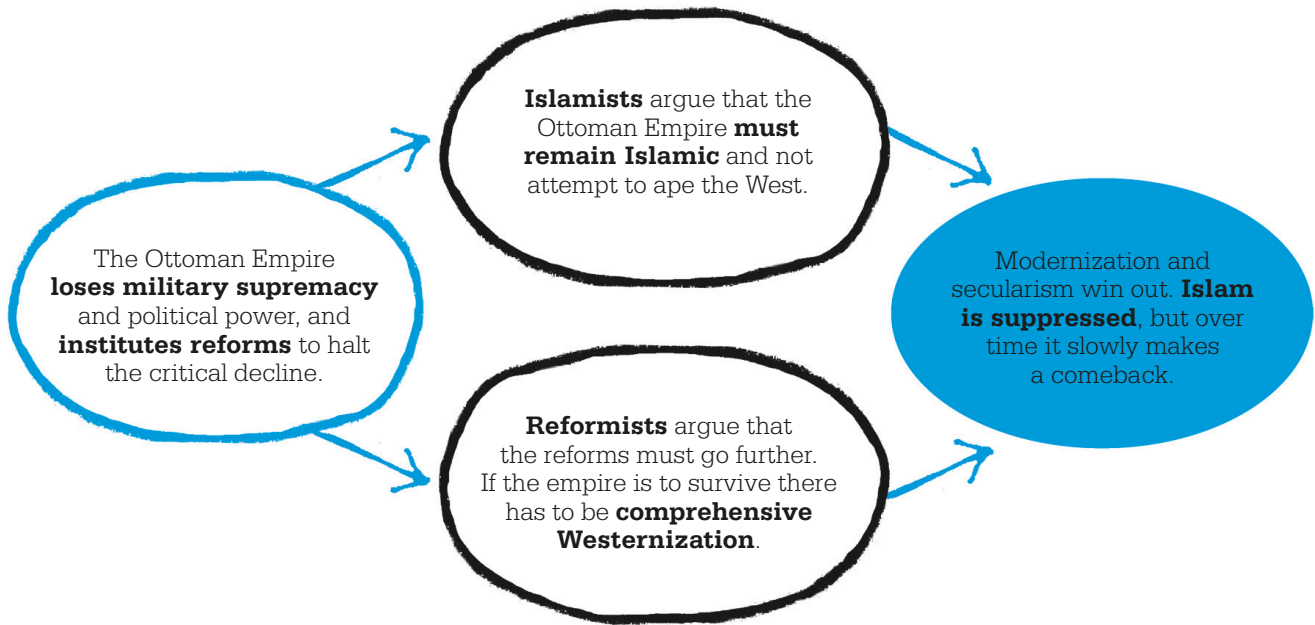 The Ottoman Empire
loses military supremacy
and political power, and
institutes reforms to halt
the critical decline.
Islamists argue that the
Ottoman Empire must
remain Islamic and not
attempt to ape the West.
Reformists argue that
the reforms must go further.
If the empire is to survive there
has to be comprehensive
Westernization.
Modernization and
secularism win out. Islam
is suppressed, but over
time it slowly makes
a comeback.